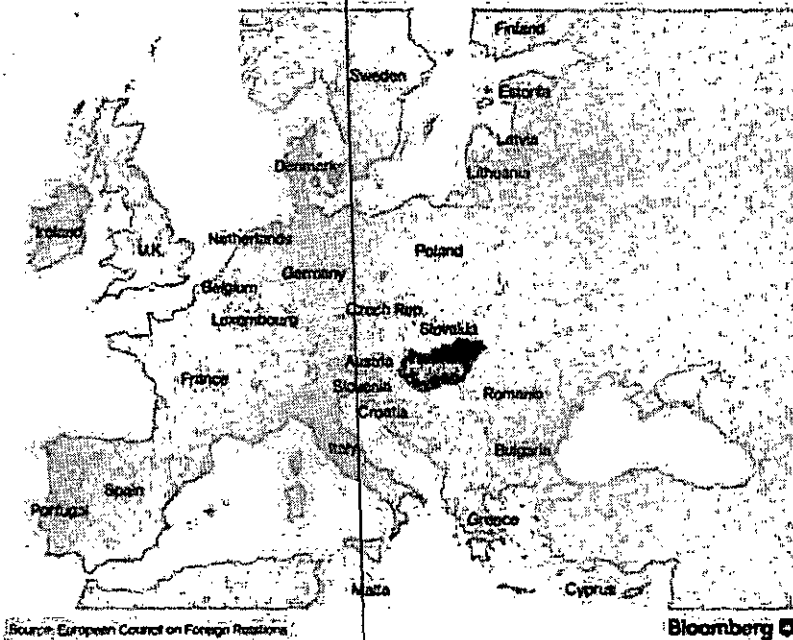 Finland
Sweden
Estonia
Latvia
Denmark
Lithuania
Ireland
U.K.
Netherlands
Poland
Germany
Belgium
Czech Rep.
Luxembourg
Slovakia
Austria
Hungary
France
Slovenia
Romania
Croatia
Italy
Bulgaria
Spain
Portugal
Greece
Malta
Cyprus
Source: European Council on Foreign Relations
Bloomberg